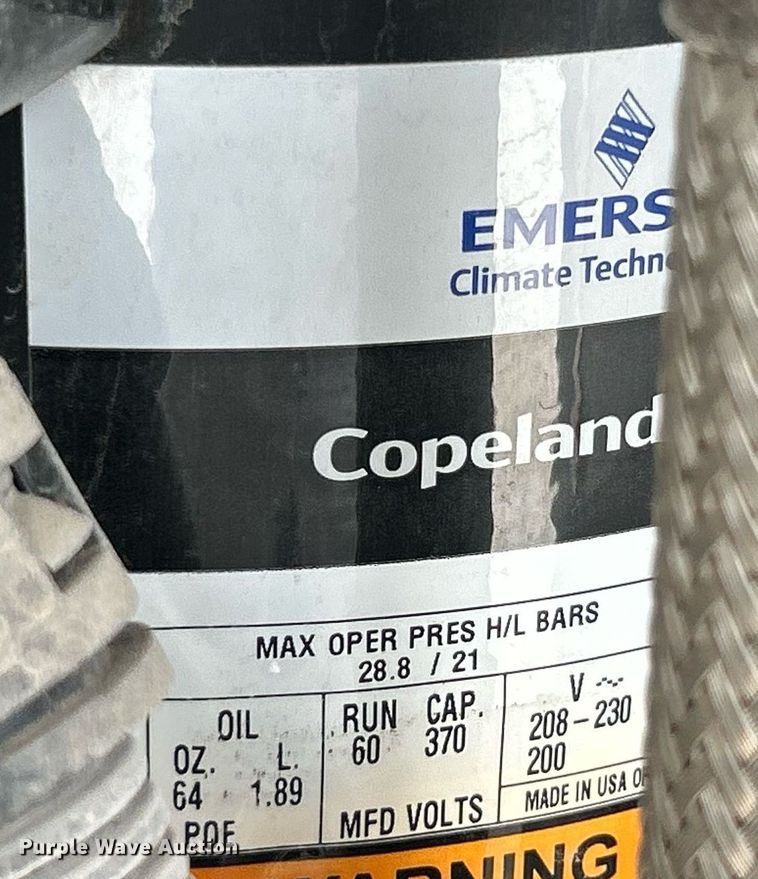 EMERS
Climate Techn
Copeland
MAX OPER PRES H/L BARS
28.8 / 21
OIL
OZ. L.
64 1.89
POE
RUN CAP.
60 370
MFD VOLTS
V ~
208-230
200
MADE IN USA O
WARNING
Purple Wave Auction